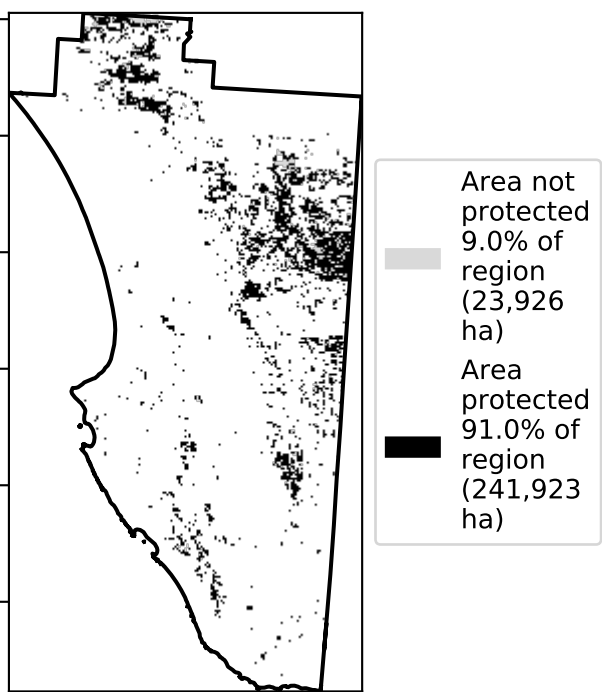 Area not
protected
9.0% of
region
(23,926
ha)
Area
protected
91.0% of
region
(241,923
ha)